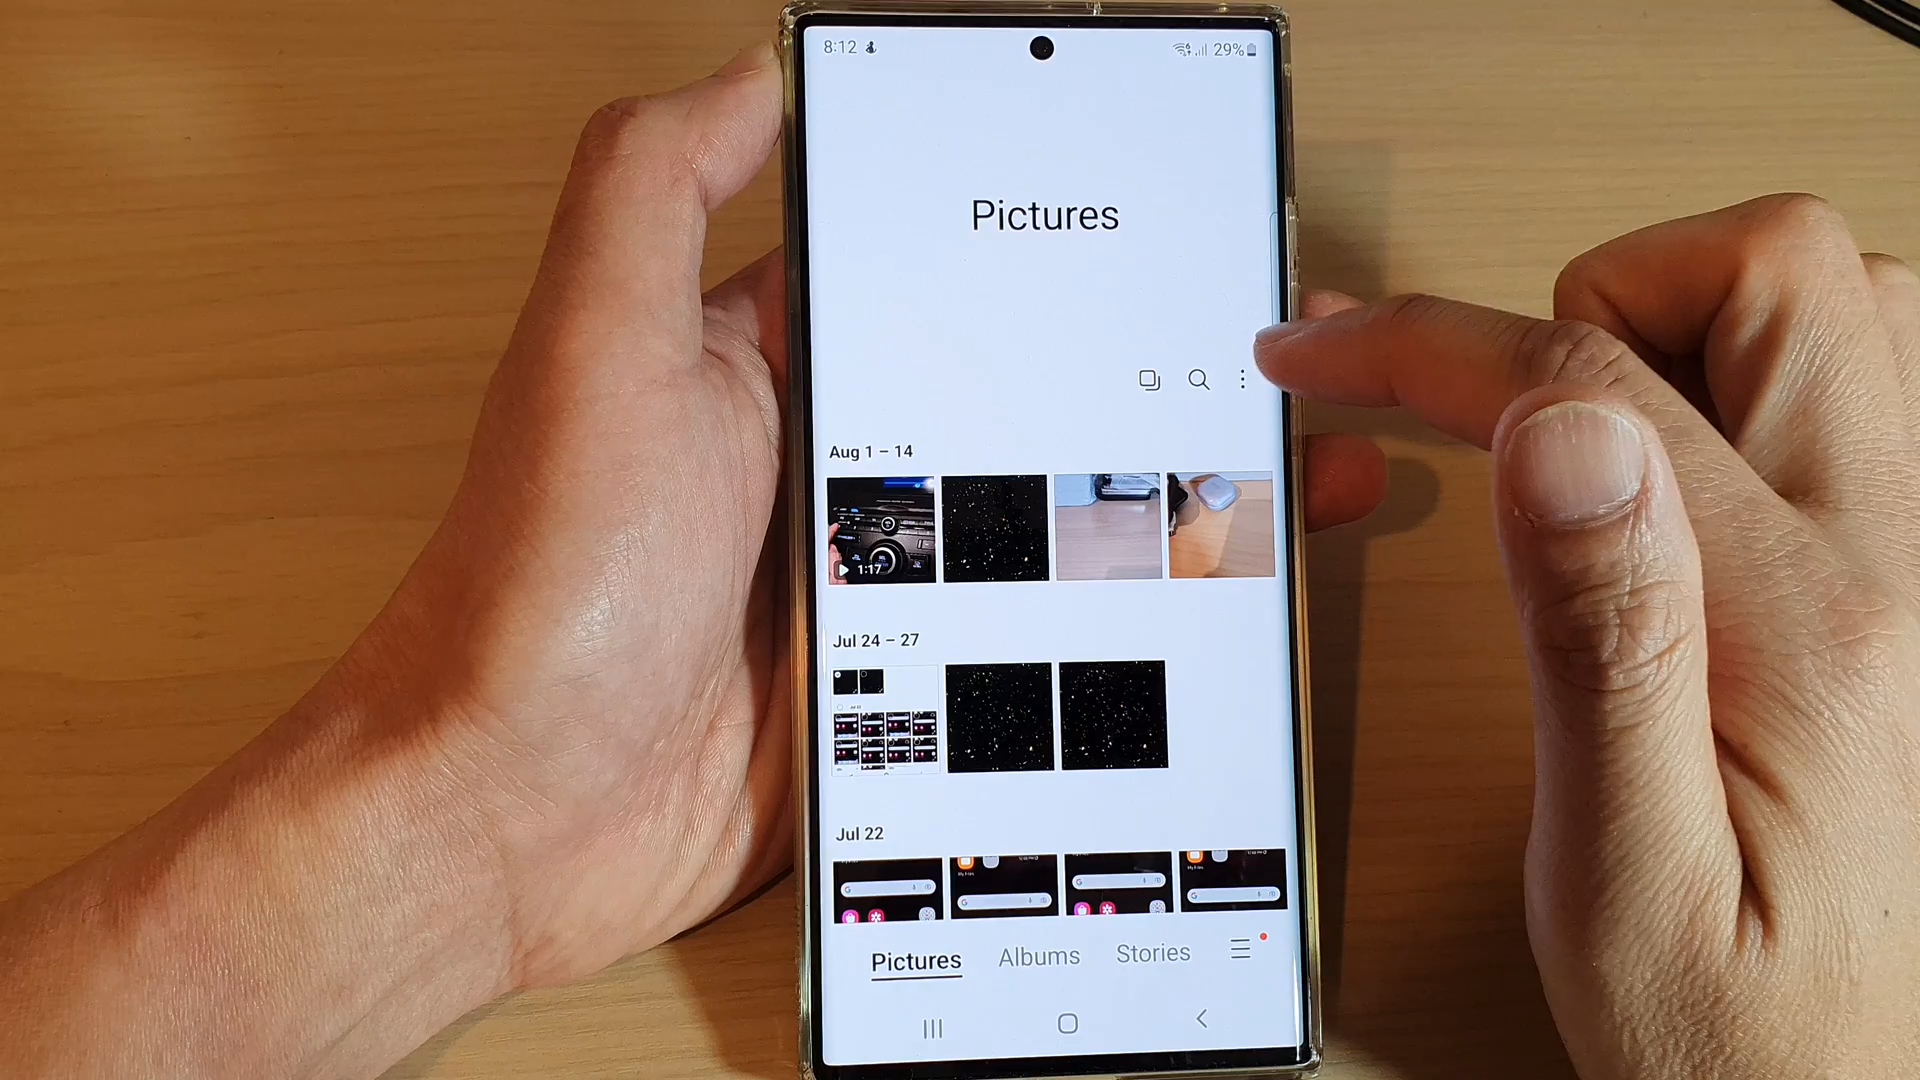 8:12
29%
Pictures
Aug 1 – 14
1:17
Jul 24 – 27
Jul 22
Pictures Albums Stories